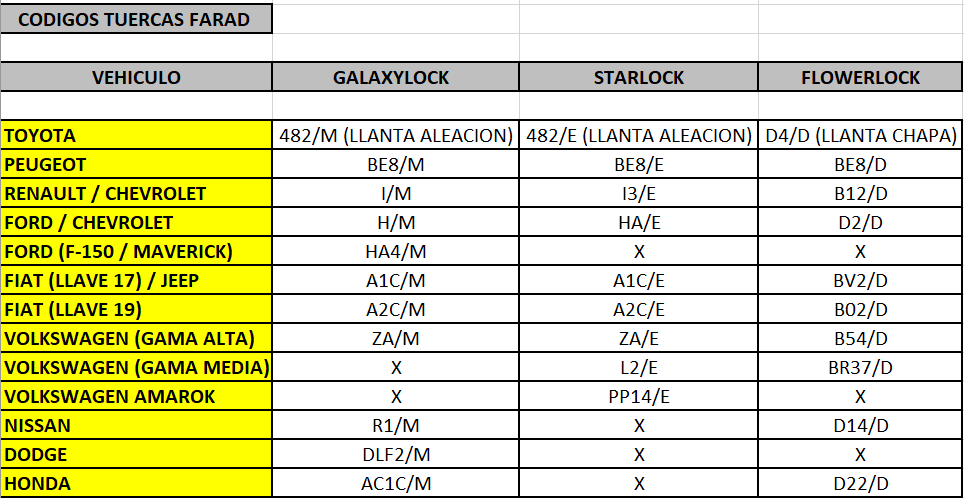 CODIGOS TUERCAS FARAD
VEHICULO GALAXYLOCK STARLOCK FLOWERLOCK
TOYOTA 482/M (LLANTA ALEACION) 482/E (LLANTA ALEACION) D4/D (LLANTA CHAPA)
PEUGEOT BE8/M BE8/E BE8/D
RENAULT / CHEVROLET I/M I3/E B12/D
FORD / CHEVROLET H/M HA/E D2/D
FORD (F-150 / MAVERICK) HA4/M X X
FIAT (LLAVE 17) / JEEP A1C/M A1C/E BV2/D
FIAT (LLAVE 19) A2C/M A2C/E B02/D
VOLKSWAGEN (GAMA ALTA) ZA/M ZA/E B54/D
VOLKSWAGEN (GAMA MEDIA) X L2/E BR37/D
VOLKSWAGEN AMAROK X PP14/E X
NISSAN R1/M X D14/D
DODGE DLF2/M X X
HONDA AC1C/M X D22/D